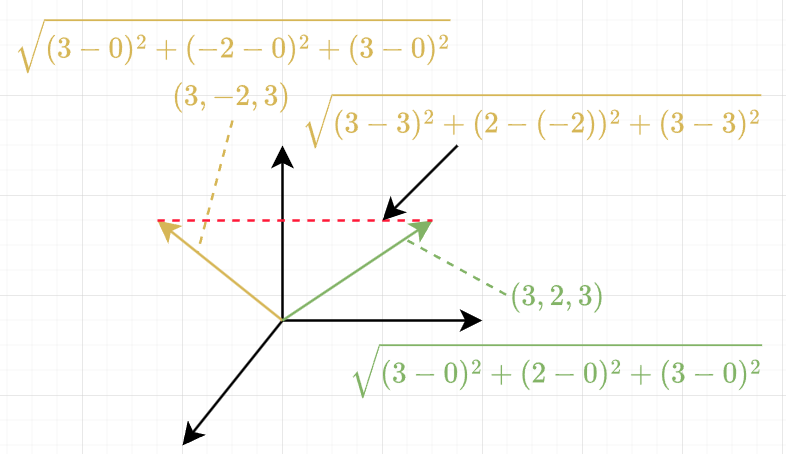 √(3 − 0)² + (−2 − 0)² + (3 − 0)²
(3, −2, 3)
√(3 − 3)² + (2 − (−2))² + (3 − 3)²
(3, 2, 3)
√(3 − 0)² + (2 − 0)² + (3 − 0)²